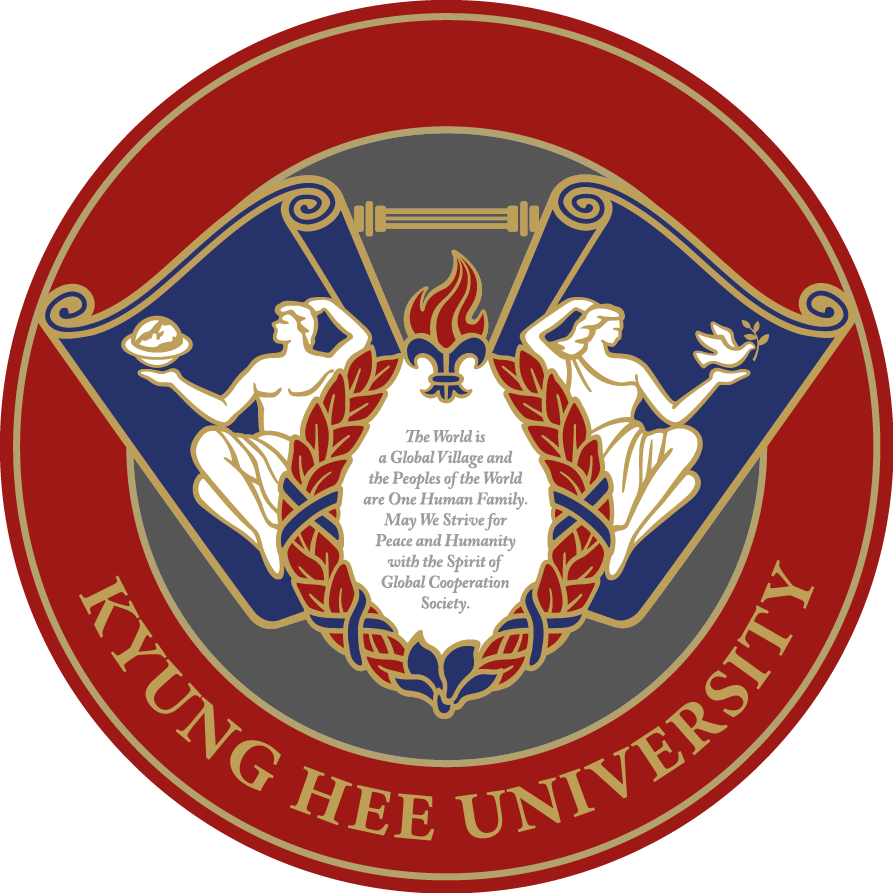 The World is
a Global Village and
the Peoples of the World
are One Human Family.
May We Strive for
Peace and Humanity
with the Spirit of
Global Cooperation
Society.
KYUNG HEE UNIVERSITY